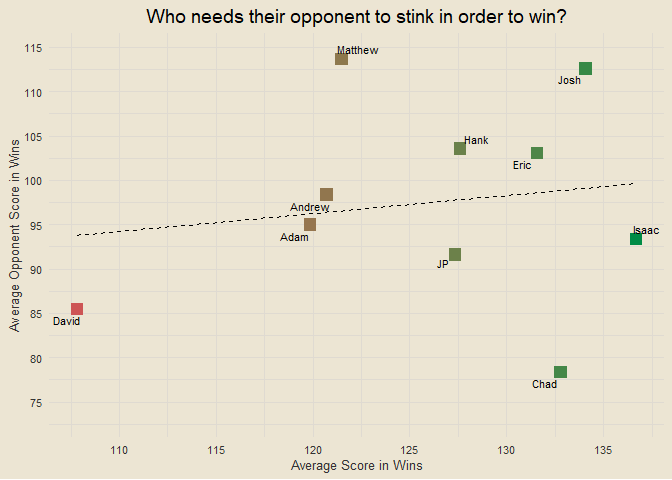 Who needs their opponent to stink in order to win?
Average Opponent Score in Wins
115
110
105
100
95
90
85
80
75
Matthew
Josh
Hank
Eric
Andrew
Adam
Isaac
JP
David
Chad
110
115
120
125
130
135
Average Score in Wins